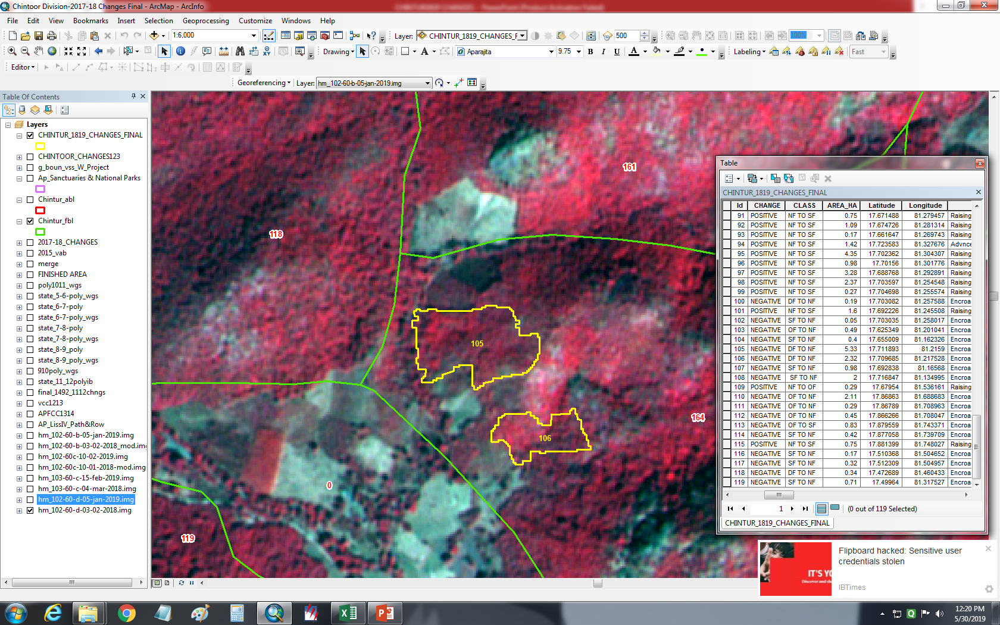 Chintoor Division-2017-18 Changes Final - ArcMap - ArcInfo
File Edit View Bookmarks Insert Selection Geoprocessing Customize Windows Help
1:6,000
Layer: CHINTUR_1819_CHANGES_F
500
100%
Drawing
Aparajita
9.75
B I U A
Labeling
Fast
Editor
Georeferencing Layer: hm_102-60-b-05-jan-2019.img
Table Of Contents
Layers
CHINTUR_1819_CHANGES_FINAL
CHINTOOR_CHANGES123
g_boun_vss_W_Project
Ap_Sanctuaries & National Parks
Chintur_abl
Chintur_fbl
2017-18_CHANGES
2015_vab
merge
FINISHED AREA
poly1011_wgs
state_5-6-poly_wgs
state_6-7-poly
state_6-7-poly_wgs
state_7-8-poly
state_7-8-poly_wgs
state_8-9_poly
state_8-9_poly_wgs
910poly_wgs
state_11_12polyib
final_1492_1112chngs
vcc1213
APFCC1314
AP_LissIV_Path&Row
hm_102-60-b-05-jan-2019.img
hm_102-60-b-03-02-2018_mod.img
hm_102-60c-10-02-2019.img
hm_102-60c-10-01-2018-mod.img
hm_103-60-c-15-feb-2019.img
hm_103-60-c-04-mar-2018.img
hm_102-60-d-05-jan-2019.img
hm_102-60-d-03-02-2018.img
161
118
105
164
106
0
119
Table
CHINTUR_1819_CHANGES_FINAL
Id CHANGE CLASS AREA_HA Latitude Longitude
91 POSITIVE NF TO SF 0.75 17.671488 81.279457 Raising
92 POSITIVE NF TO SF 1.09 17.674726 81.281314 Raising
93 POSITIVE NF TO SF 0.17 17.661647 81.269743 Raising
94 POSITIVE NF TO SF 1.42 17.723583 81.327676 Advnce
95 POSITIVE NF TO SF 4.35 17.702362 81.304307 Raising
96 POSITIVE NF TO SF 0.98 17.70156 81.301776 Raising
97 POSITIVE NF TO SF 3.28 17.688768 81.292891 Raising
98 POSITIVE NF TO SF 2.37 17.703597 81.254548 Raising
99 POSITIVE NF TO SF 0.27 17.704698 81.255574 Raising
100 NEGATIVE DF TO NF 0.19 17.703082 81.257588 Encroa
101 POSITIVE NF TO SF 1.6 17.692226 81.245508 Raising
102 NEGATIVE SF TO NF 0.05 17.703035 81.258017 Encroa
103 NEGATIVE OF TO NF 0.49 17.625349 81.201041 Encroa
104 NEGATIVE SF TO NF 0.4 17.655009 81.162326 Encroa
105 NEGATIVE DF TO NF 5.33 17.711893 81.2159 Encroa
106 NEGATIVE DF TO NF 2.32 17.709685 81.217528 Encroa
107 NEGATIVE SF TO NF 0.98 17.692838 81.16568 Encroa
108 NEGATIVE SF TO NF 2 17.716847 81.134995 Encroa
109 POSITIVE NF TO OF 0.29 17.67954 81.536161 Raising
110 NEGATIVE OF TO NF 2.11 17.86863 81.688683 Encroa
111 NEGATIVE OF TO NF 0.29 17.86789 81.708963 Encroa
112 NEGATIVE OF TO NF 0.45 17.866266 81.708047 Encroa
113 NEGATIVE OF TO SF 0.83 17.879559 81.743371 Encroa
114 NEGATIVE SF TO NF 0.42 17.877058 81.739709 Encroa
115 POSITIVE NF TO SF 0.75 17.881399 81.748027 Raising
116 NEGATIVE SF TO NF 0.17 17.510368 81.504652 Encroa
117 NEGATIVE SF TO NF 0.32 17.512309 81.504957 Encroa
118 NEGATIVE DF TO NF 0.34 17.472689 81.460433 Encroa
119 NEGATIVE SF TO NF 0.71 17.49964 81.317527 Encroa
1 (0 out of 119 Selected)
CHINTUR_1819_CHANGES_FINAL
Flipboard hacked: Sensitive user
credentials stolen
IBTimes
IT'S YO
12:20 PM
5/30/2019